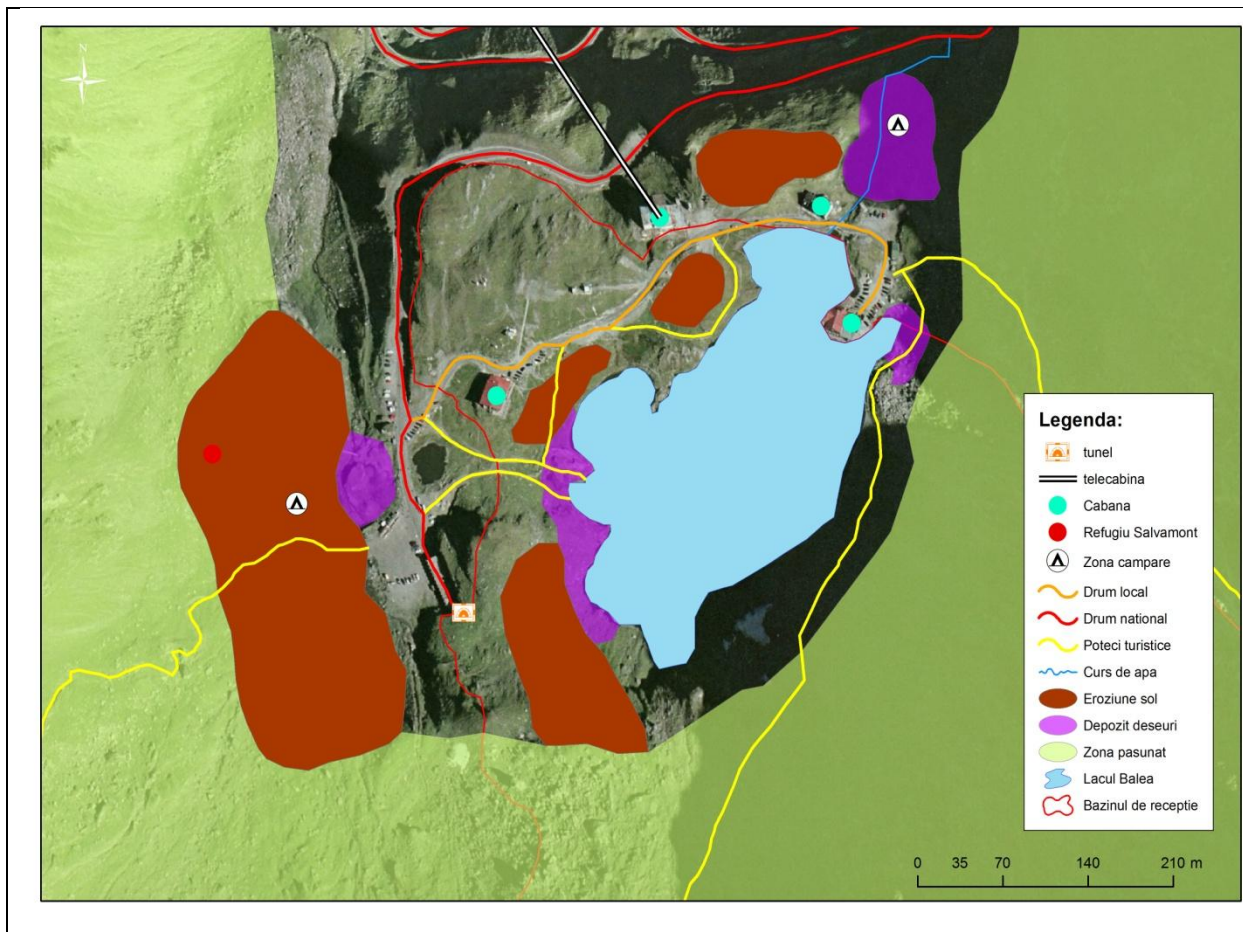 N
Legenda:
tunel
telecabina
Cabana
Refugiu Salvamont
Zona campare
Drum local
Drum national
Poteci turistice
Curs de apa
Eroziune sol
Depozit deseuri
Zona pasunat
Lacul Balea
Bazinul de receptie
0 35 70 140 210 m